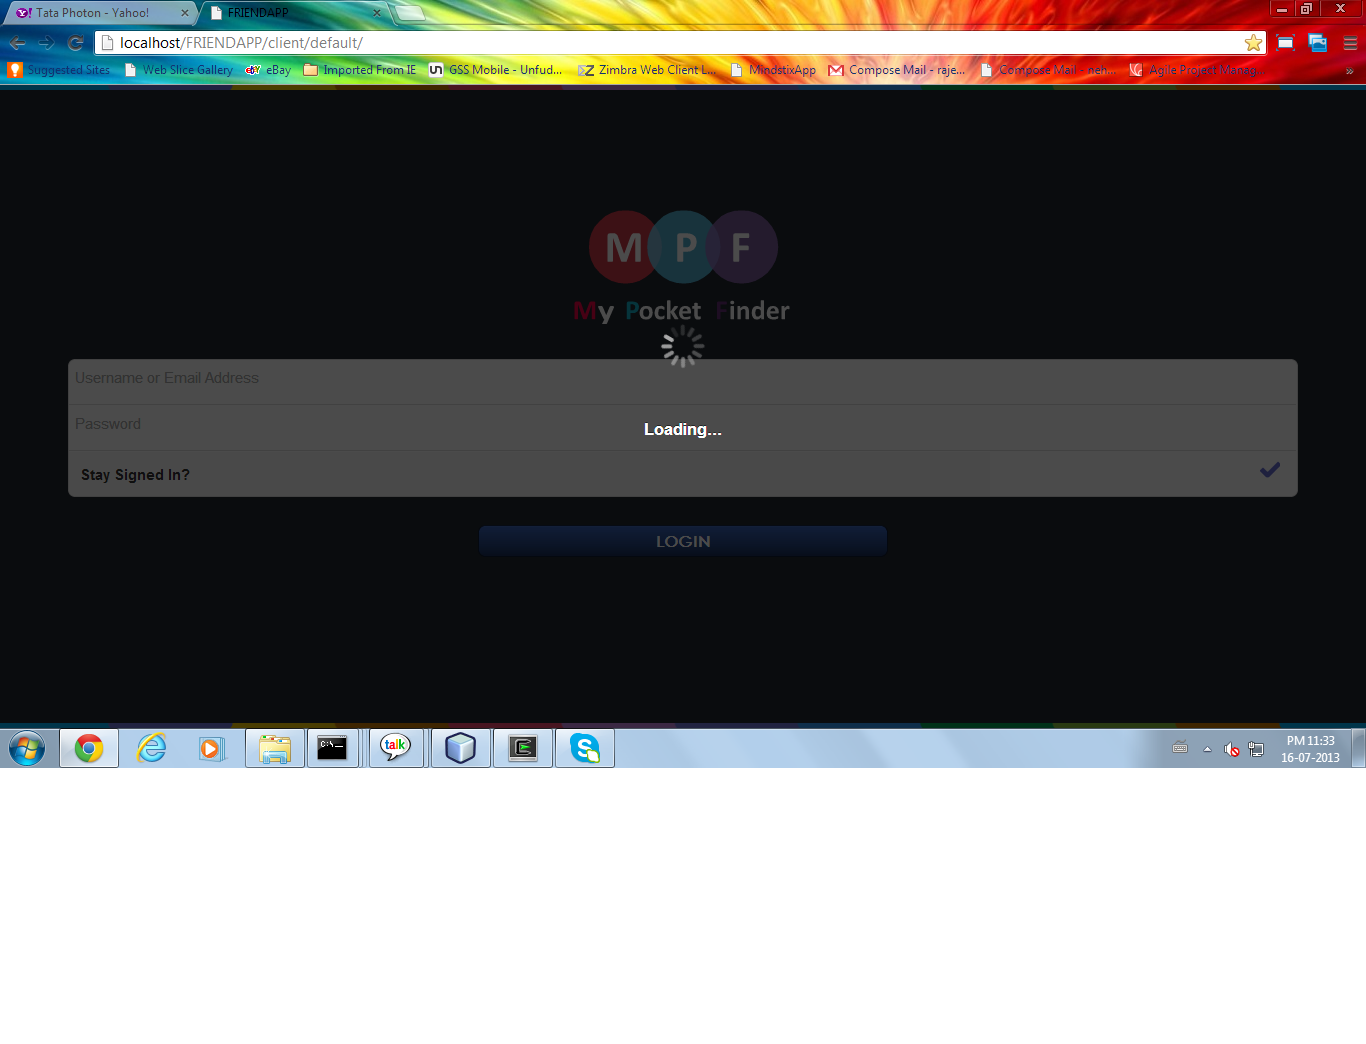 Tata Photon - Yahoo!
FRIENDAPP
localhost/FRIENDAPP/client/default/
Suggested Sites
Web Slice Gallery
eBay
Imported From IE
GSS Mobile - Unfud...
Zimbra Web Client L...
MindstixApp
Compose Mail - raje...
Compose Mail - neh...
Agile Project Manag...
»
M P F
My Pocket Finder
Username or Email Address
Password
Loading...
Stay Signed In?
LOGIN
talk
C:\
PM 11:33
16-07-2013